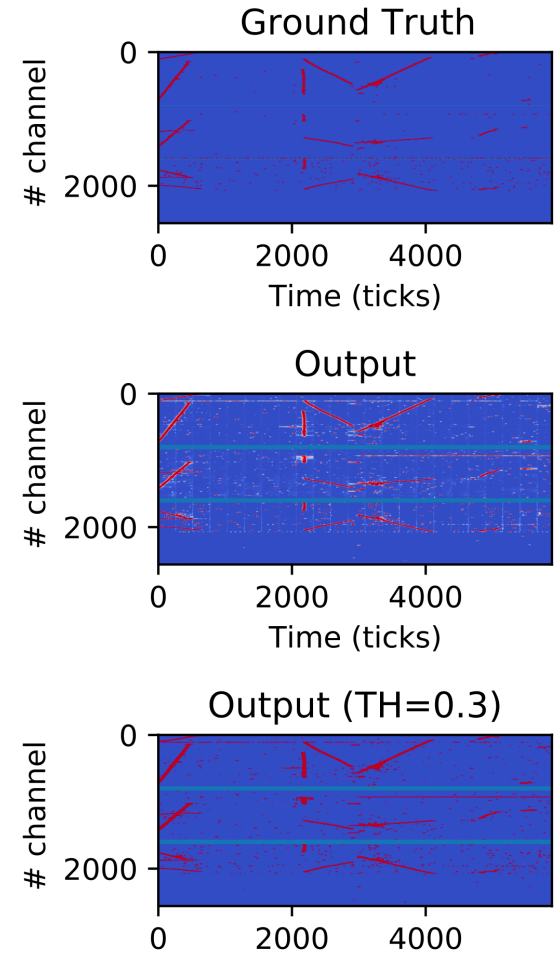 Ground Truth
0
2000
# channel
0 2000 4000
Time (ticks)
Output
0
2000
# channel
0 2000 4000
Time (ticks)
Output (TH=0.3)
0
2000
# channel
0 2000 4000